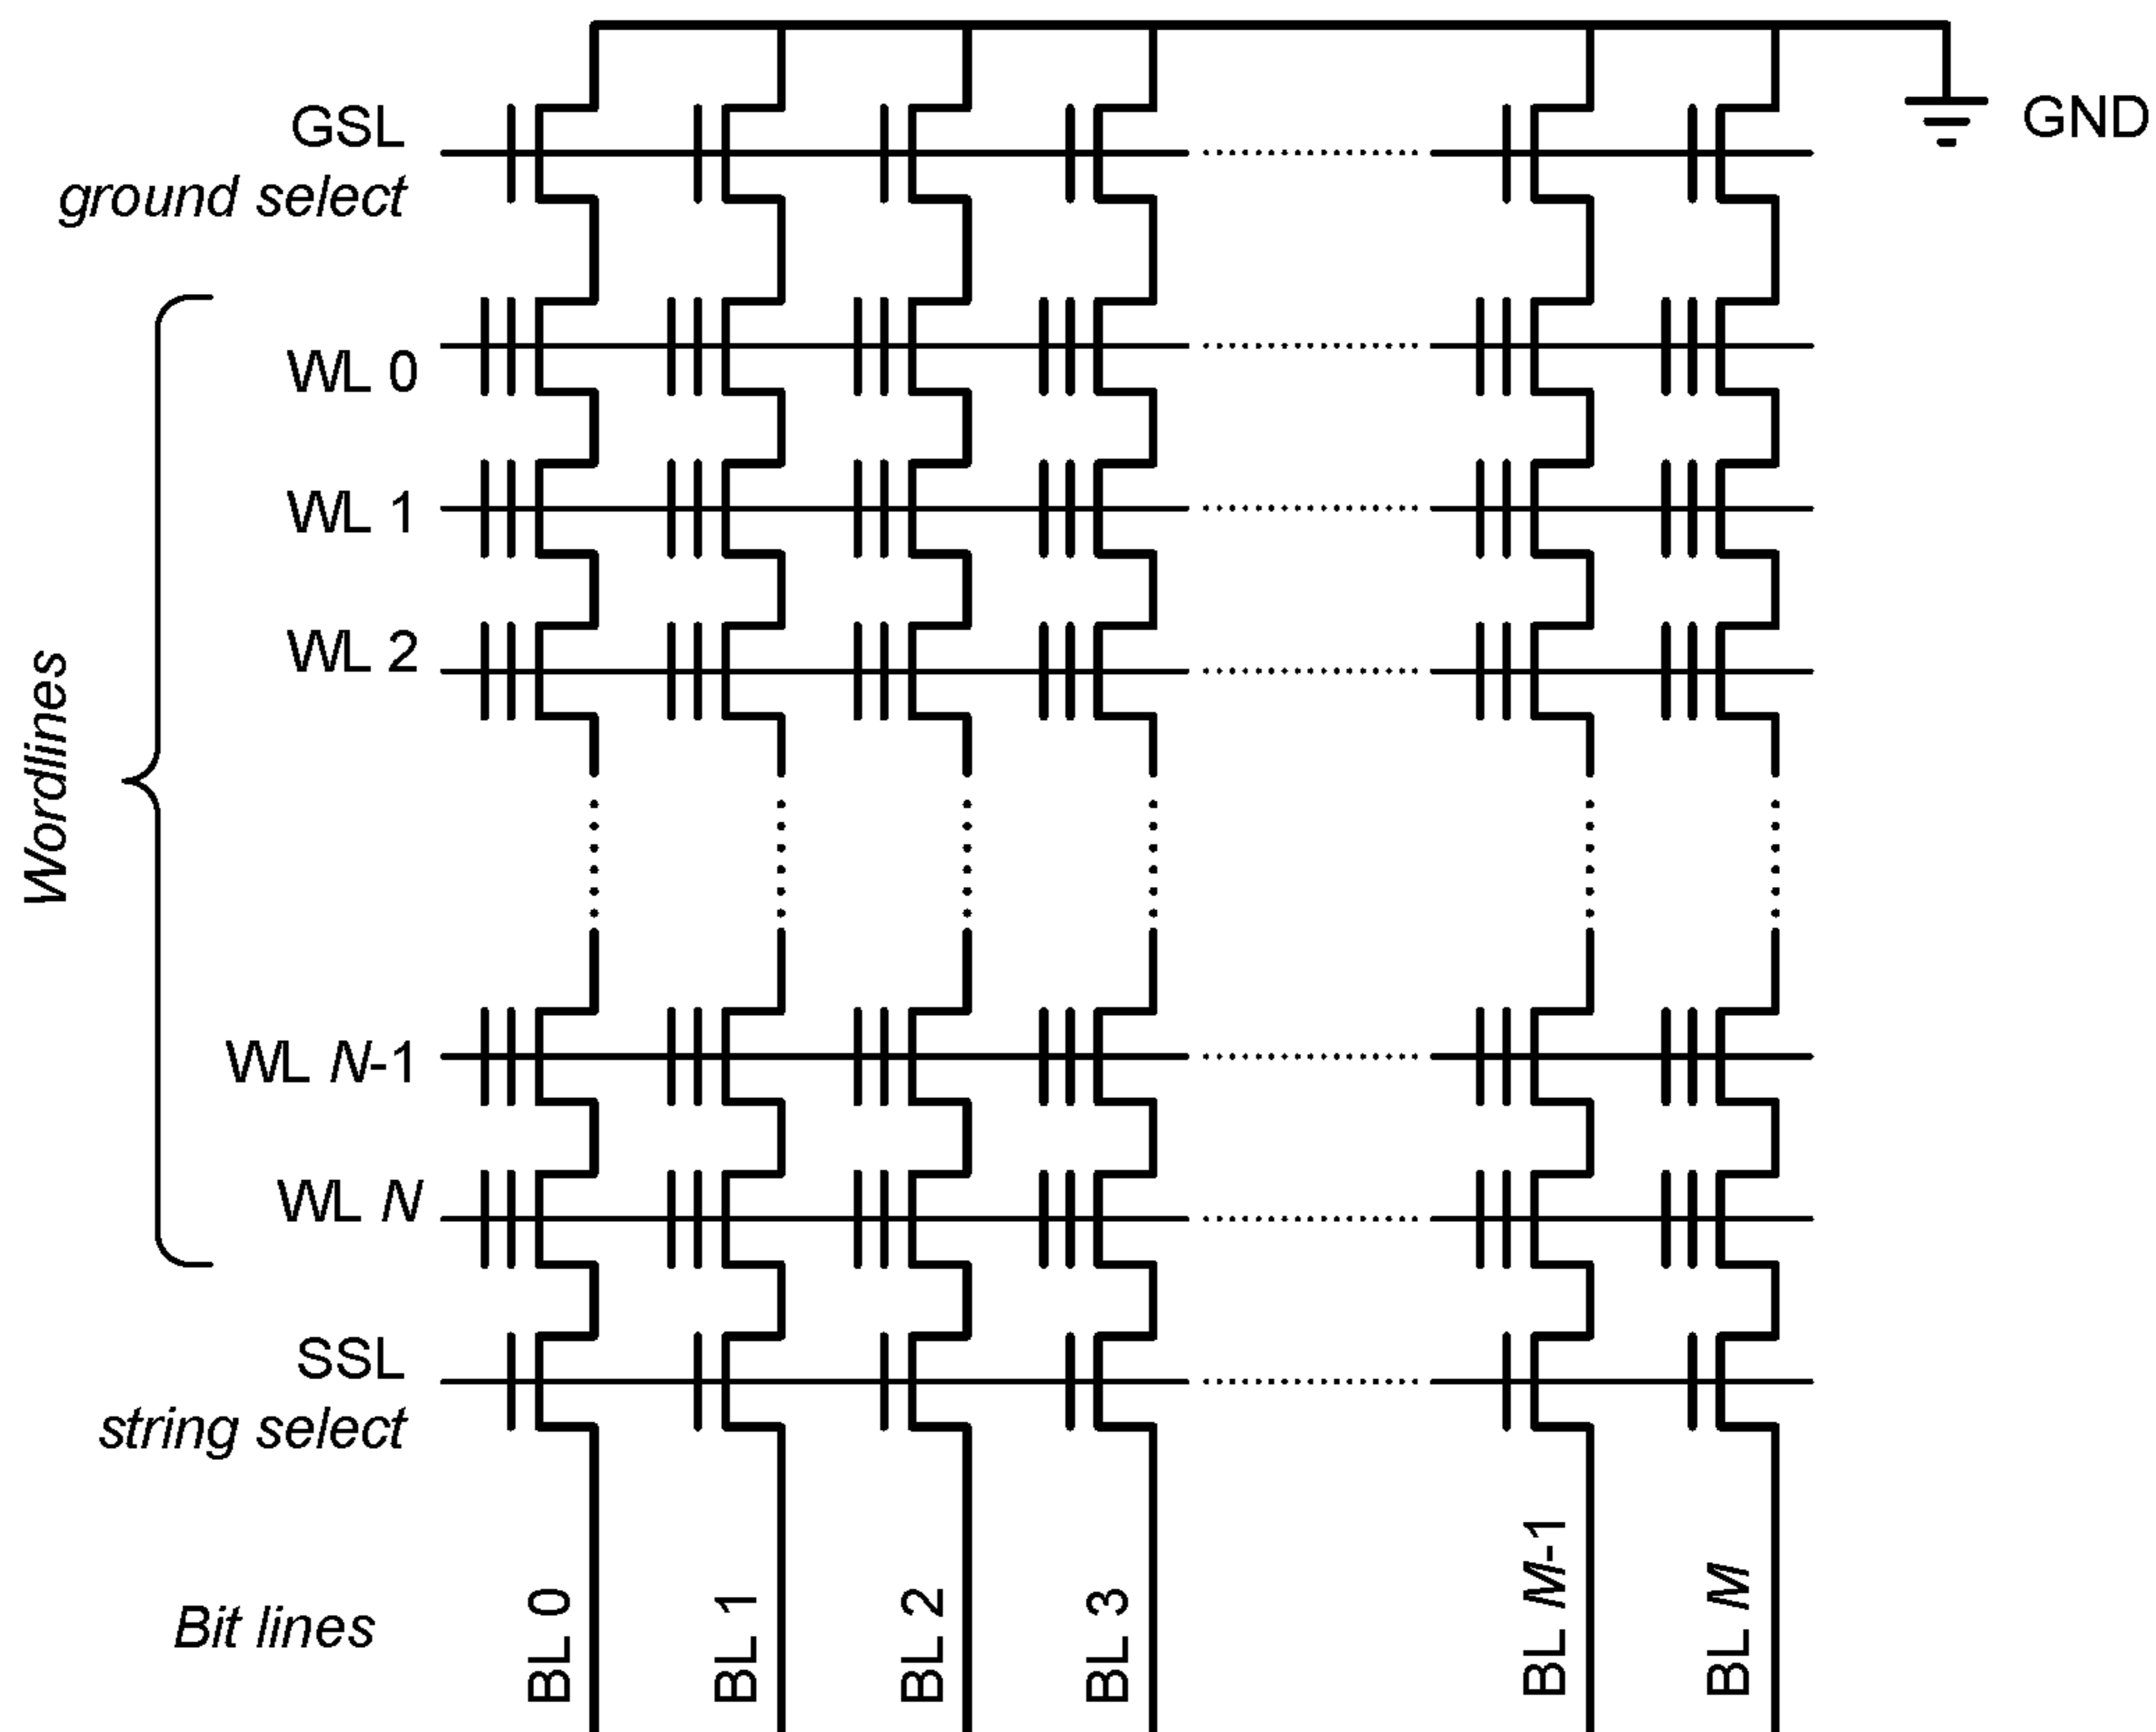 GSL
ground select
GND
WL 0
WL 1
WL 2
Wordlines
WL N-1
WL N
SSL
string select
Bit lines
BL 0
BL 1
BL 2
BL 3
BL M-1
BL M